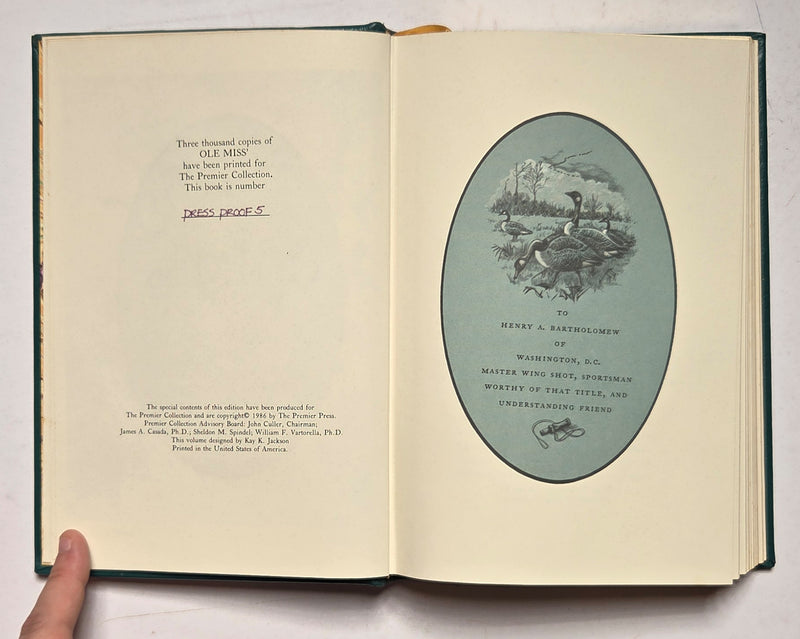 Three thousand copies of
OLE MISS'
have been printed for
The Premier Collection.
This book is number
PRESS PROOF 5
The special contents of this edition have been produced for
The Premier Collection and are copyright© 1986 by The Premier Press.
Premier Collection Advisory Board: John Culler, Chairman;
James A. Casada, Ph.D.; Sheldon M. Spindel; William F. Vartorella, Ph.D.
This volume designed by Kay K. Jackson
Printed in the United States of America.
TO
HENRY A. BARTHOLOMEW
OF
WASHINGTON, D.C.
MASTER WING SHOT, SPORTSMAN
WORTHY OF THAT TITLE, AND
UNDERSTANDING FRIEND